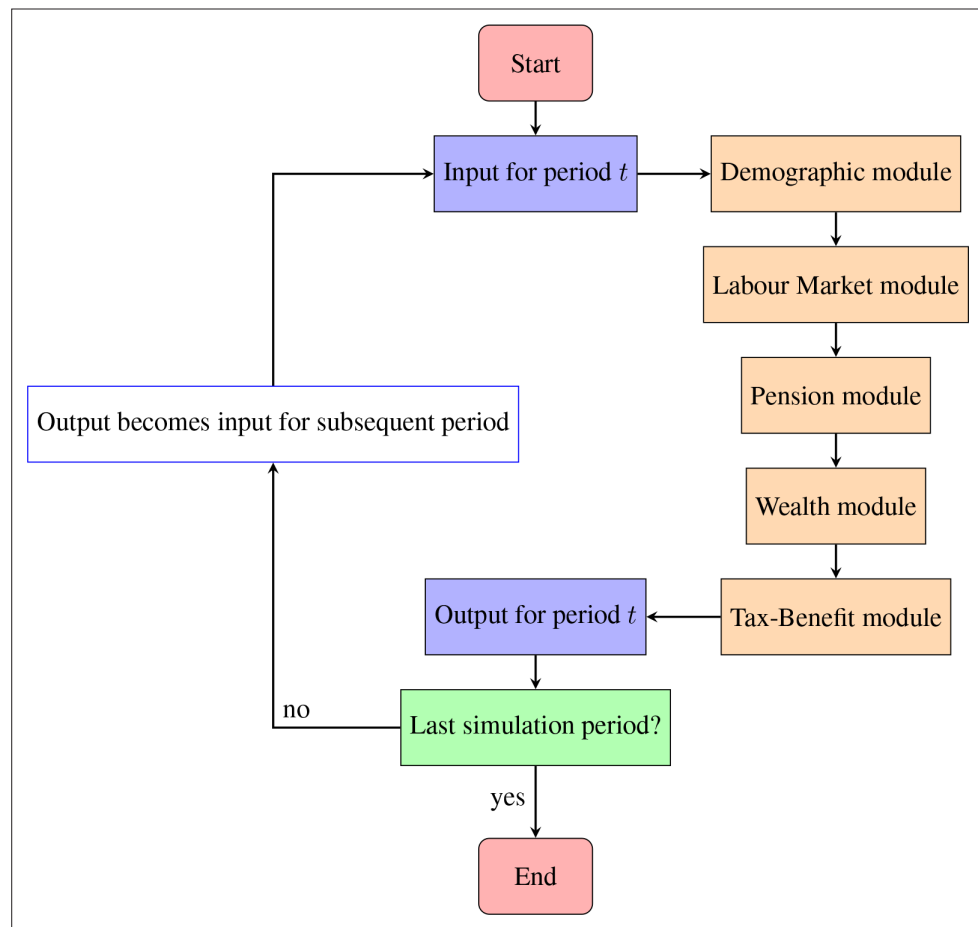 Start
Input for period t
Demographic module
Labour Market module
Pension module
Output becomes input for subsequent period
Wealth module
Output for period t
Tax-Benefit module
no
Last simulation period?
yes
End